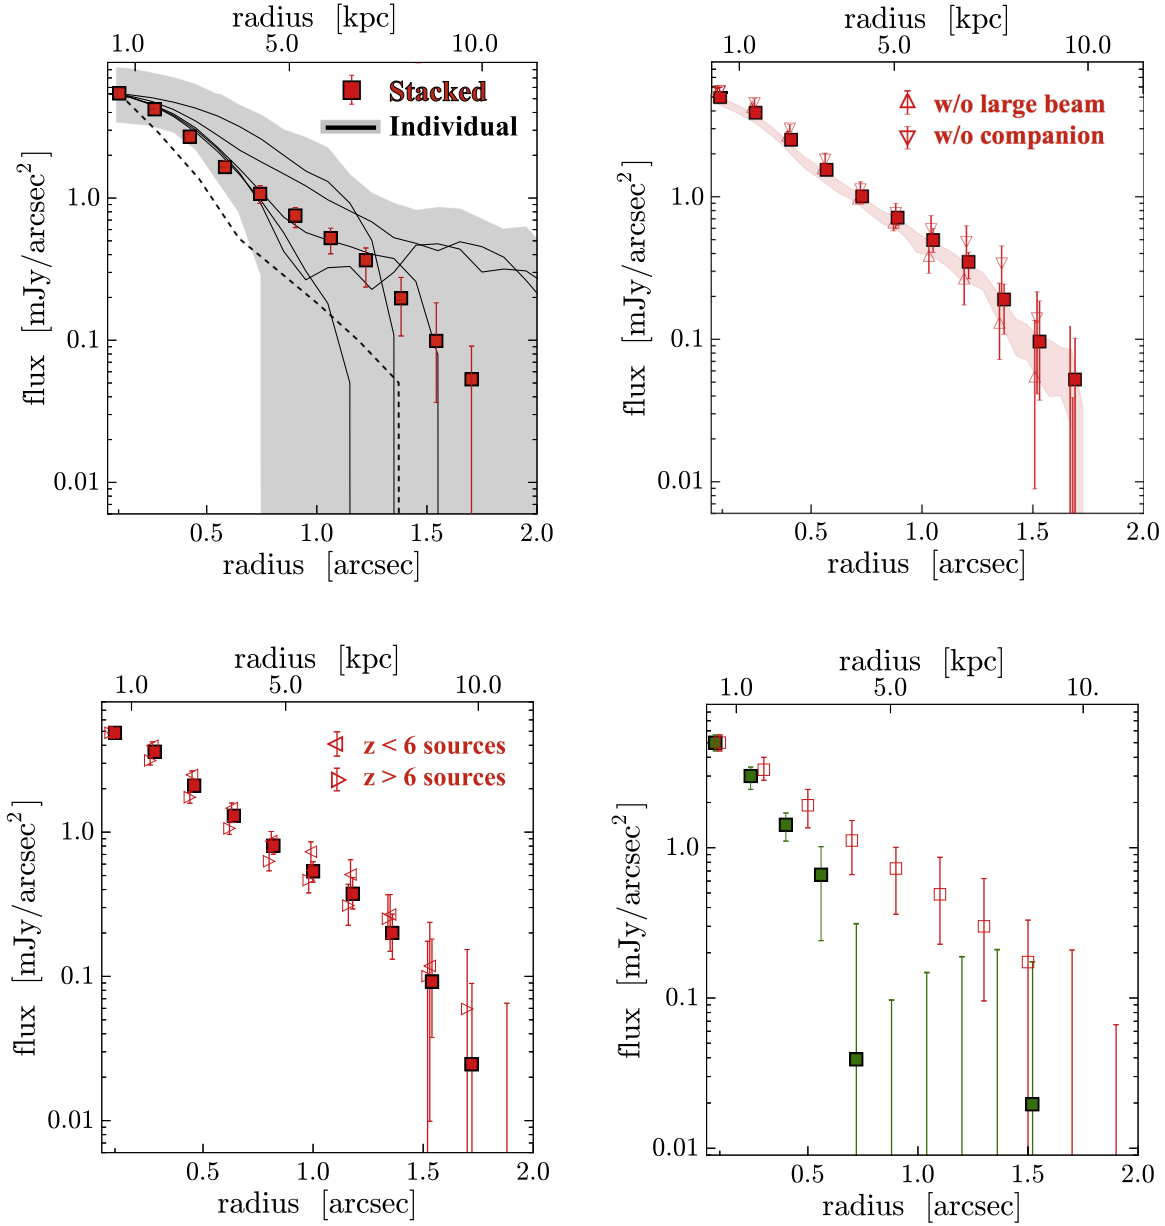 radius [kpc]
1.0 5.0 10.0
Stacked
Individual
1.0
0.1
0.01
flux [mJy/arcsec²]
0.5 1.0 1.5 2.0
radius [arcsec]
radius [kpc]
1.0 5.0 10.0
w/o large beam
w/o companion
1.0
0.1
0.01
flux [mJy/arcsec²]
0.5 1.0 1.5 2.0
radius [arcsec]
radius [kpc]
1.0 5.0 10.0
z < 6 sources
z > 6 sources
1.0
0.1
0.01
flux [mJy/arcsec²]
0.5 1.0 1.5 2.0
radius [arcsec]
radius [kpc]
1.0 5.0 10.
1.0
0.1
0.01
flux [mJy/arcsec²]
0.5 1.0 1.5 2.0
radius [arcsec]